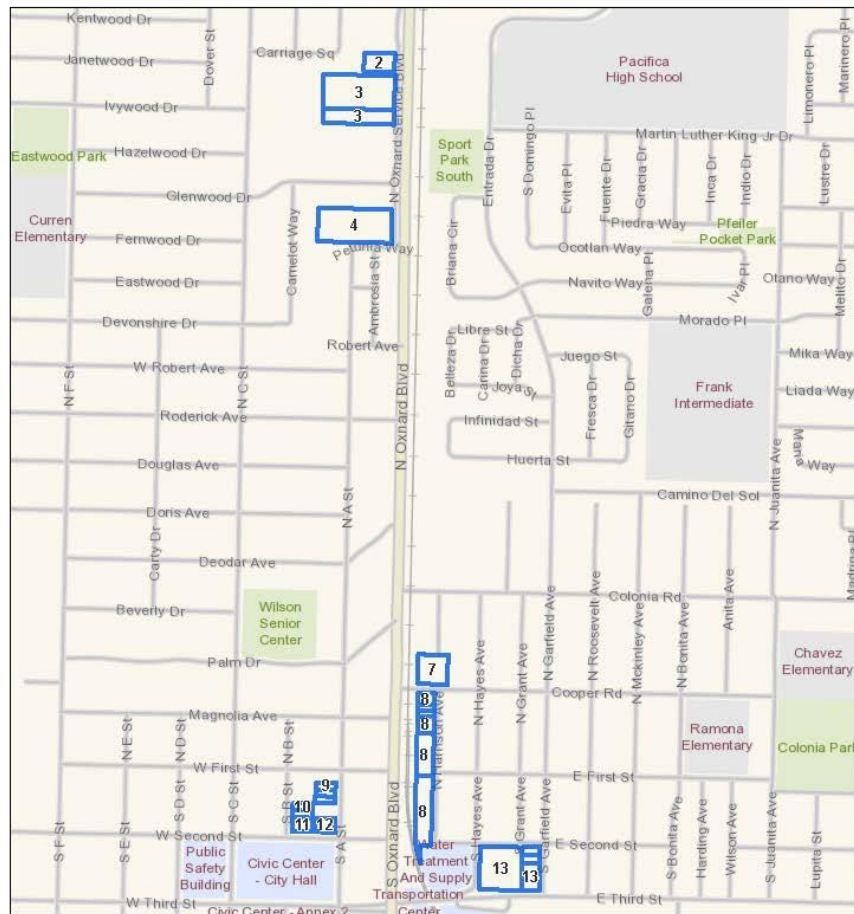 Kentwood Dr
Dover St
Janetwood Dr
Carriage Sq
2
N Oxnard Service Blvd
3
3
Ivywood Dr
Pacifica
High School
Limonero Pl
Marinero Pl
Martin Luther King Jr Dr
Hazelwood Dr
Eastwood Park
Sport
Park
South
Entrada Dr
S Domingo Pl
Evita Pl
Fuente Dr
Gracia Dr
Inca Dr
Indio Dr
Lustre Dr
Glenwood Dr
Curren
Elementary
4
Camelot Way
Fernwood Dr
Petunia Way
Ambrosia St
Briana Cir
Piedra Way
Pfeiler
Pocket Park
Ocotlan Way
Eastwood Dr
Navito Way
Galena Pl
Ivar Pl
Otano Way
Melito Dr
Devonshire Dr
Morado Pl
Libre St
Robert Ave
Belleza Dr
Carina Dr
Dicha Dr
Juego St
Mika Way
W Robert Ave
N F St
N C St
N Oxnard Blvd
Joya St
Fresca Dr
Gitano Dr
Frank
Intermediate
Liada Way
Roderick Ave
Infinidad St
Douglas Ave
Huerta St
Way
N Juanita Ave
Camino Del Sol
N A St
Doris Ave
Carty Dr
Deodar Ave
Madrina Pl
Beverly Dr
Wilson
Senior
Center
Colonia Rd
N Garfield Ave
N Roosevelt Ave
N Mckinley Ave
N Bonita Ave
Anita Ave
Palm Dr
7
N Hayes Ave
N Grant Ave
Chavez
Elementary
Cooper Rd
8
8
8
8
N Harrison Ave
Magnolia Ave
Ramona
Elementary
Colonia Park
N E St
N D St
N B St
W First St
E First St
9
10
11
12
S F St
S E St
S D St
S C St
S B St
S A St
S Oxnard Blvd
S Hayes Ave
S Grant Ave
S Garfield Ave
S Bonita Ave
Harding Ave
Wilson Ave
S Juanita Ave
Lupita St
W Second St
E Second St
Public
Safety
Building
Civic Center
- City Hall
Water
Treatment
And Supply
Transportation
Center
13
13
W Third St
Civic Center - Annex 2
E Third St